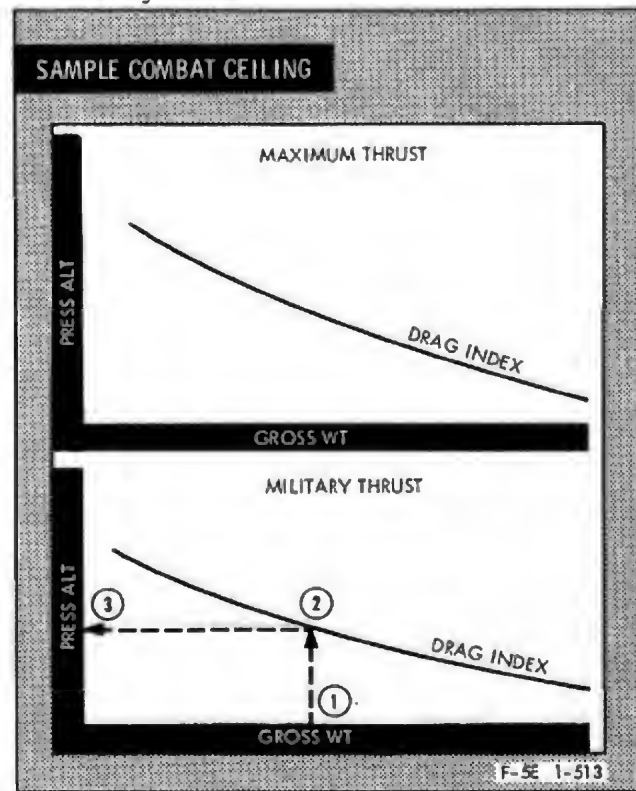 SAMPLE COMBAT CEILING
MAXIMUM THRUST
PRESS ALT
DRAG INDEX
GROSS WT
MILITARY THRUST
PRESS ALT
3
2
DRAG INDEX
1
GROSS WT
F-5E 1-513